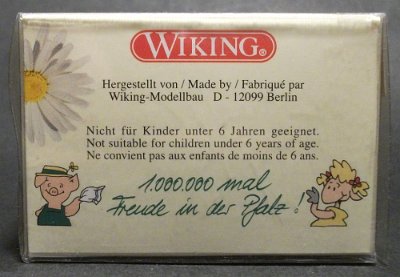 WIKING®
Hergestellt von / Made by / Fabriqué par
Wiking-Modellbau D - 12099 Berlin
Nicht für Kinder unter 6 Jahren geeignet.
Not suitable for children under 6 years of age.
Ne convient pas aux enfants de moins de 6 ans.
1.000.000 mal
Freude in der Pfalz!